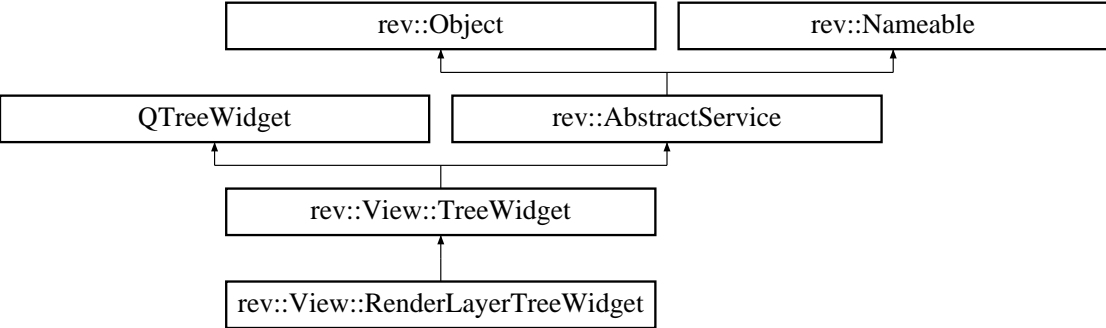 rev::Object
rev::Nameable
QTreeWidget
rev::AbstractService
rev::View::TreeWidget
rev::View::RenderLayerTreeWidget